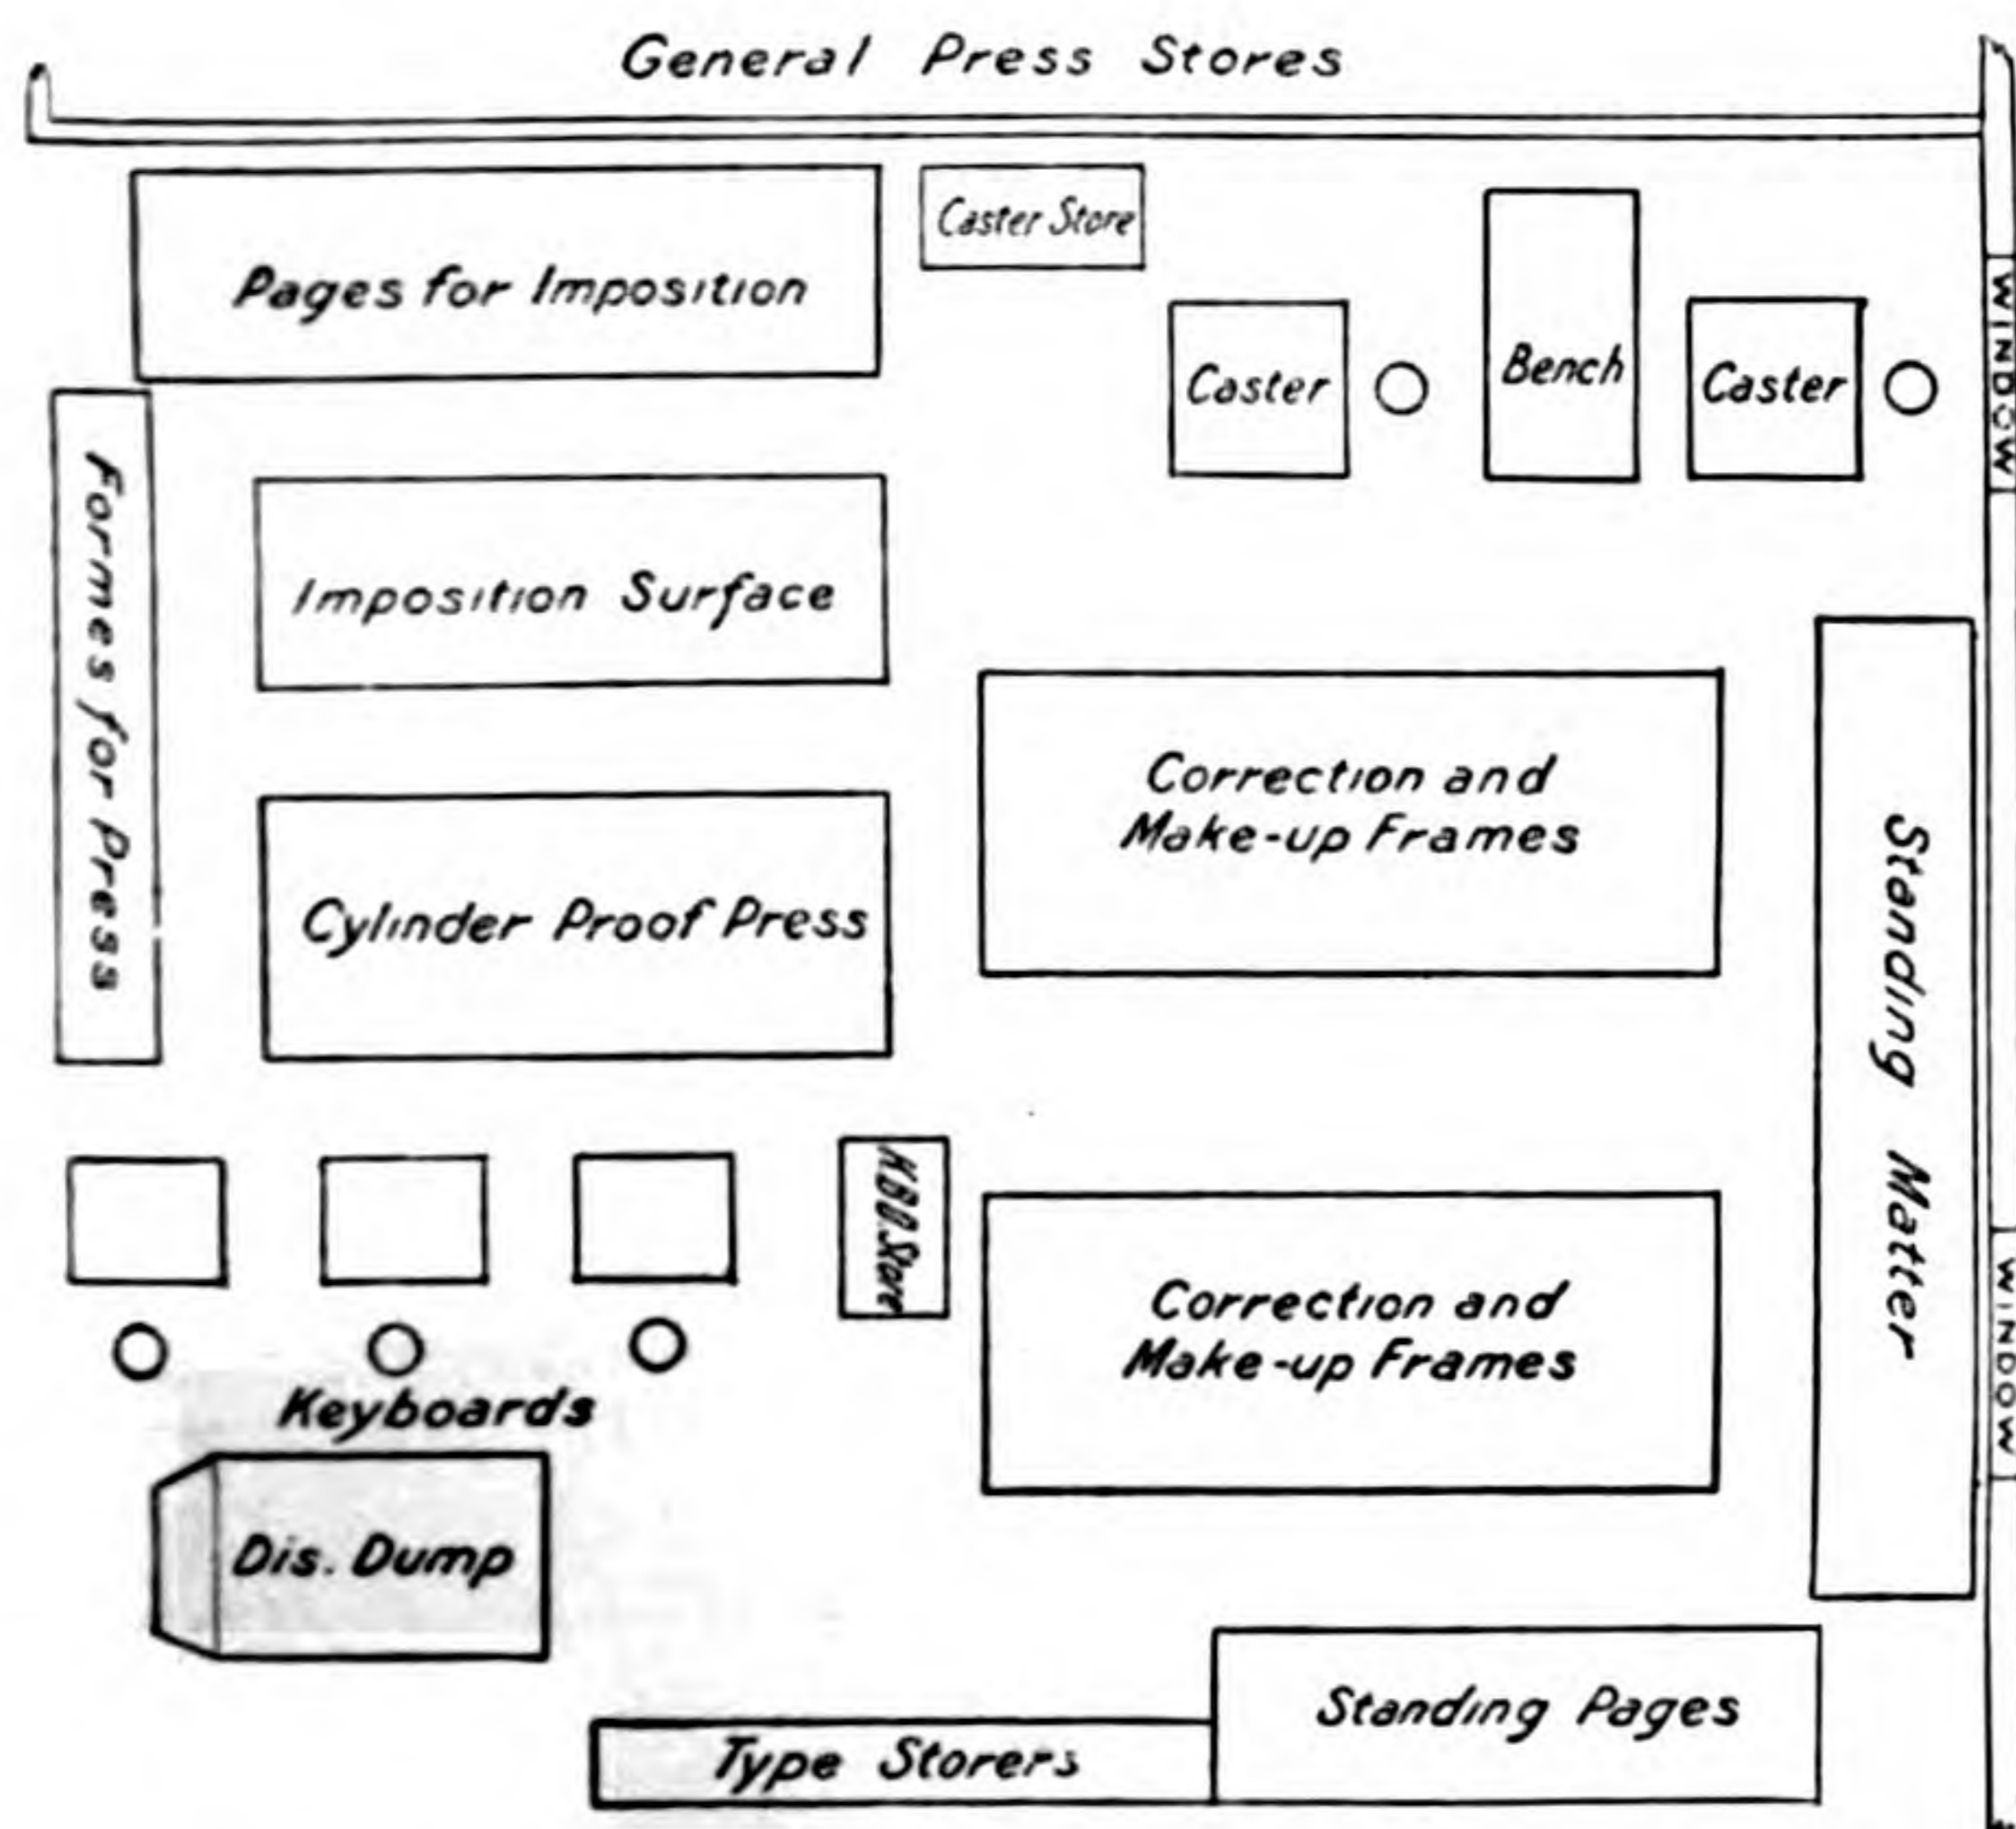 General Press Stores
Caster Store
Pages for Imposition
Caster
Bench
Caster
WINDOW
Formes for Press
Imposition Surface
Correction and
Make-up Frames
Cylinder Proof Press
Standing Matter
KBD. Store
WINDOW
Correction and
Make-up Frames
Keyboards
Dis. Dump
Standing Pages
Type Storers